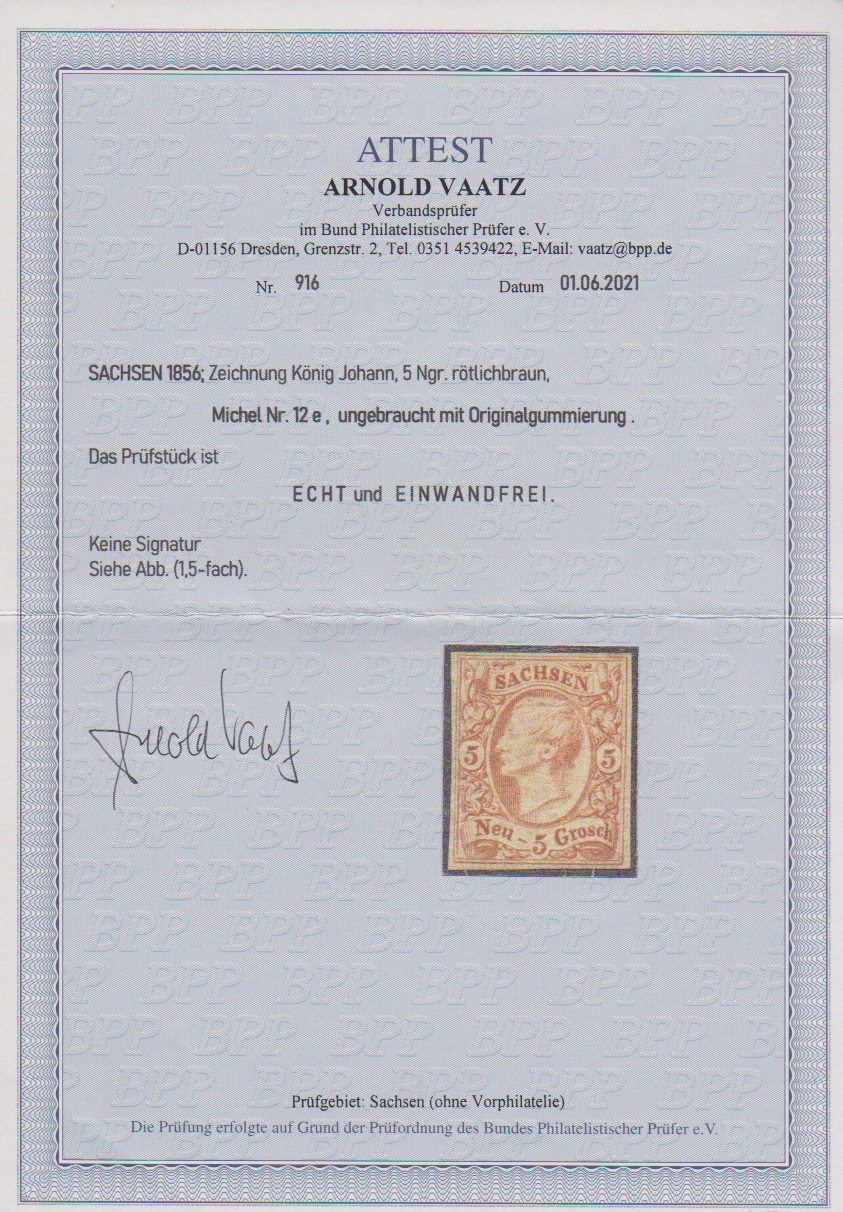 ATTEST
ARNOLD VAATZ
Verbandsprüfer
im Bund Philatelistischer Prüfer e. V.
D-01156 Dresden, Grenzstr. 2, Tel. 0351 4539422, E-Mail: vaatz@bpp.de
Nr. 916 Datum 01.06.2021
SACHSEN 1856; Zeichnung König Johann, 5 Ngr. rötlichbraun,
Michel Nr. 12 e , ungebraucht mit Originalgummierung .
Das Prüfstück ist
ECHT und EINWANDFREI.
Keine Signatur
Siehe Abb. (1,5-fach).
Arnold Vaatz
SACHSEN
5 5
Neu - 5 Grosch
Prüfgebiet: Sachsen (ohne Vorphilatelie)
Die Prüfung erfolgte auf Grund der Prüfordnung des Bundes Philatelistischer Prüfer e.V.
BPP